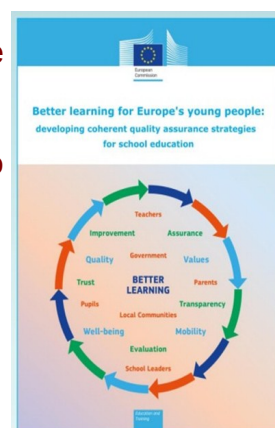 e
o
European
Commission
Better learning for Europe's young people:
developing coherent quality assurance strategies
for school education
Teachers
Improvement Assurance
Quality Government Values
Trust BETTER LEARNING Parents
Pupils Transparency
Local Communities
Well-being Mobility
Evaluation
School Leaders
Education and
Training